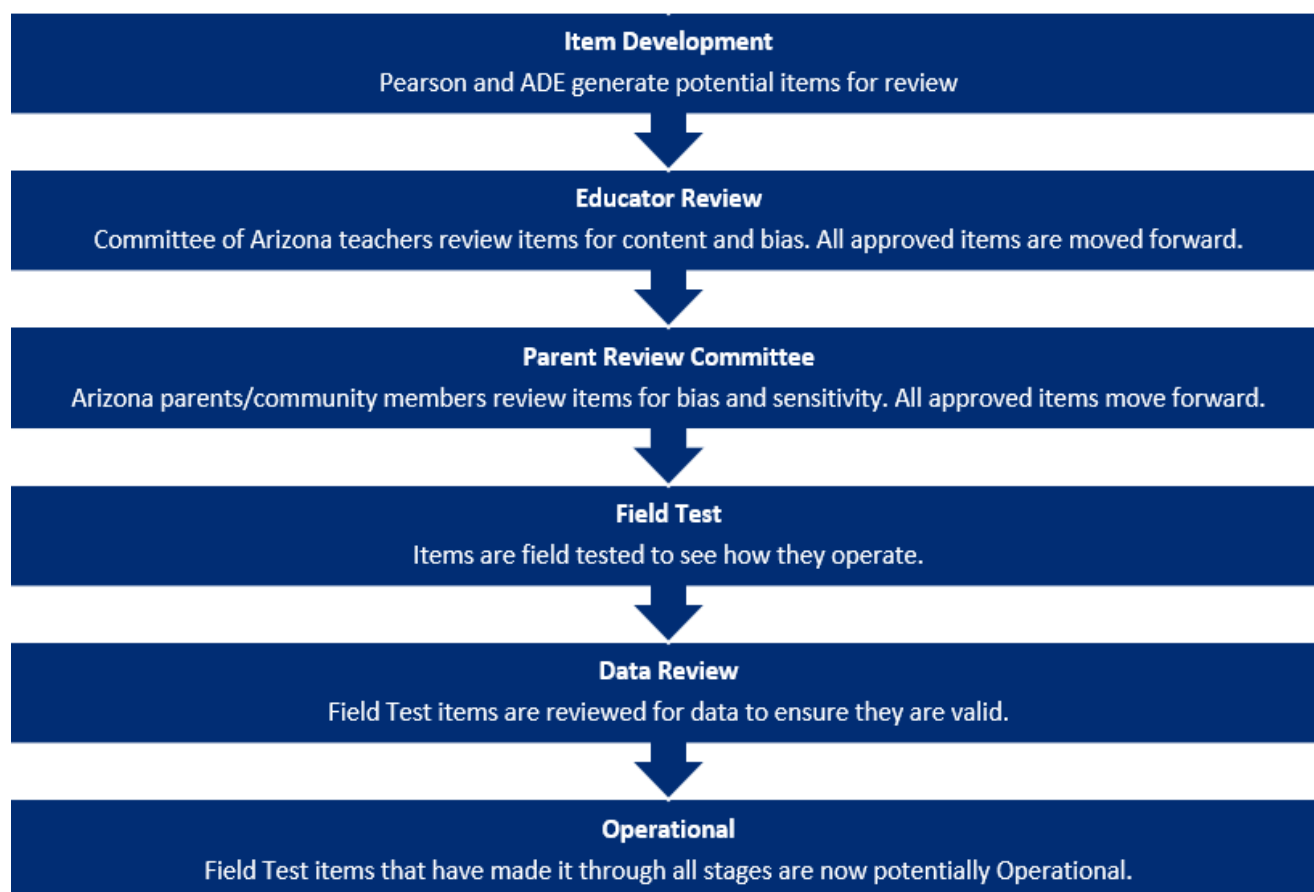 Item Development
Pearson and ADE generate potential items for review
Educator Review
Committee of Arizona teachers review items for content and bias. All approved items are moved forward.
Parent Review Committee
Arizona parents/community members review items for bias and sensitivity. All approved items move forward.
Field Test
Items are field tested to see how they operate.
Data Review
Field Test items are reviewed for data to ensure they are valid.
Operational
Field Test items that have made it through all stages are now potentially Operational.